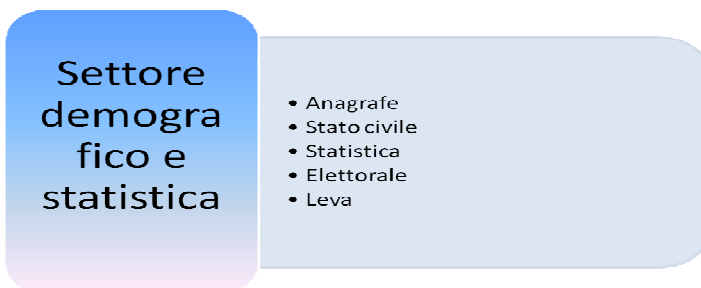 Settore
demogra
fico e
statistica
• Anagrafe
• Stato civile
• Statistica
• Elettorale
• Leva